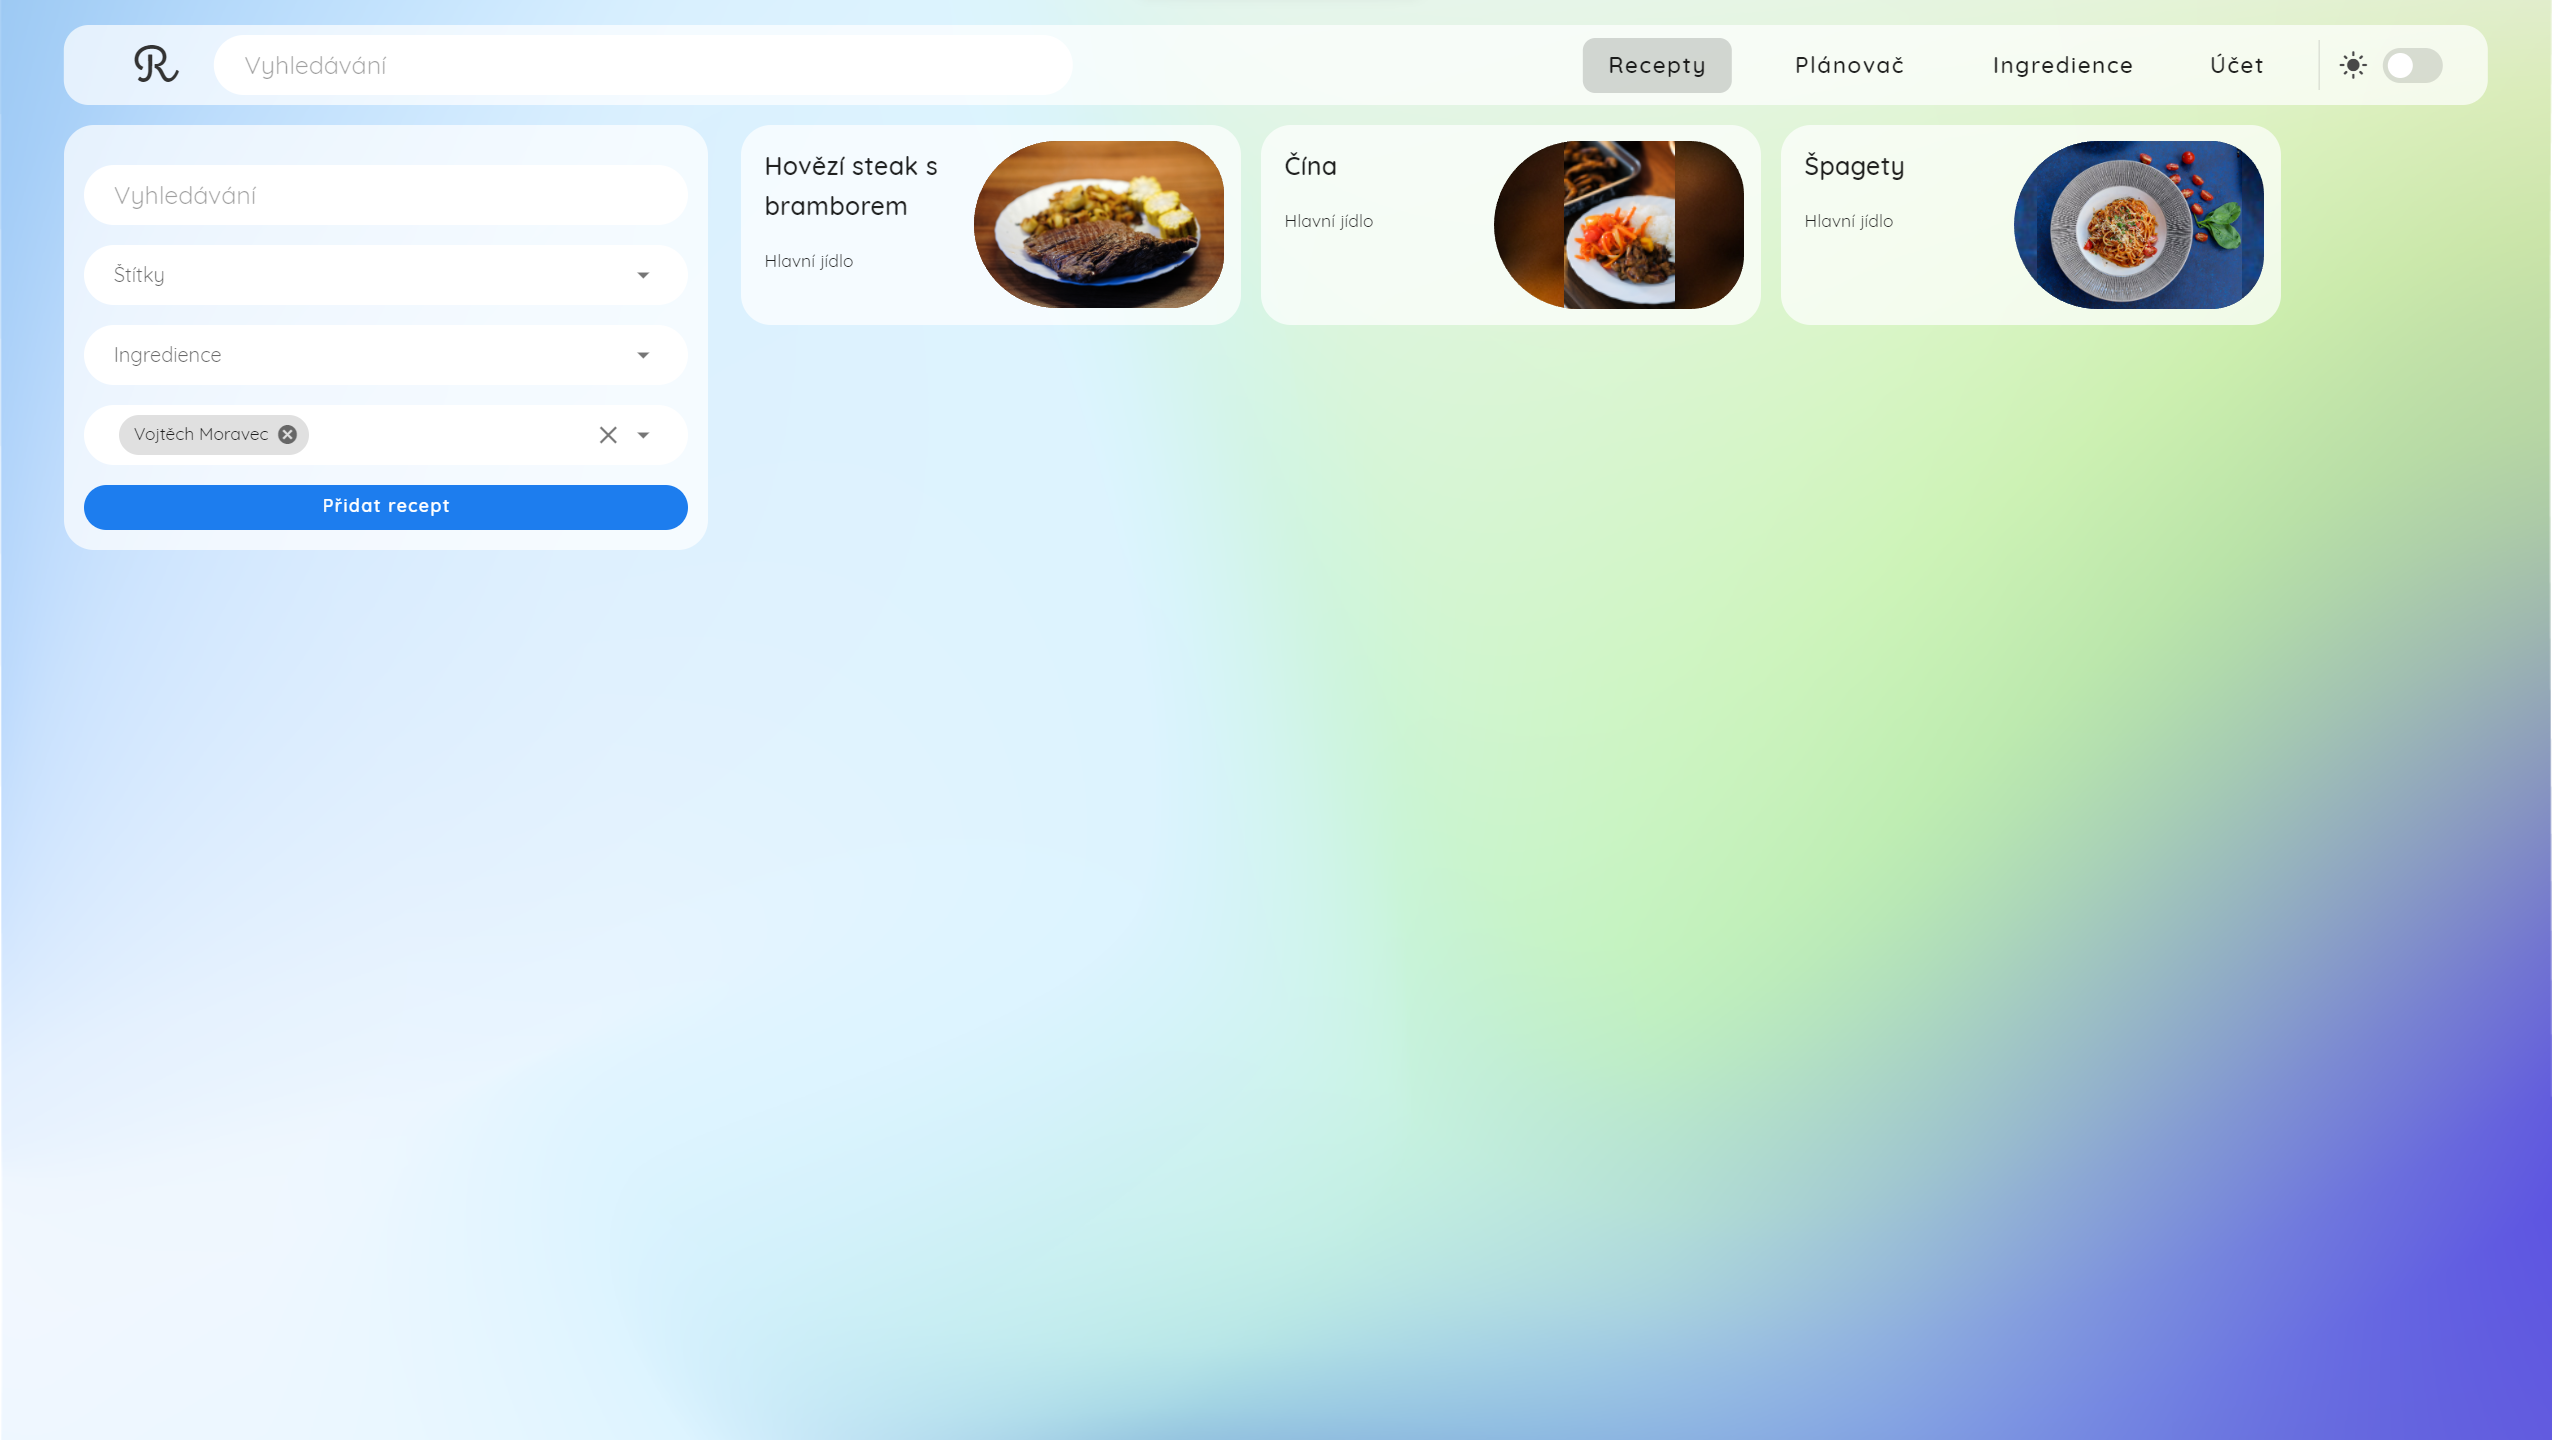 R
Vyhledávání
Recepty
Plánovač
Ingredience
Účet
Vyhledávání
Štítky
Ingredience
Vojtěch Moravec
Přidat recept
Hovězí steak s
bramborem
Hlavní jídlo
Čína
Hlavní jídlo
Špagety
Hlavní jídlo